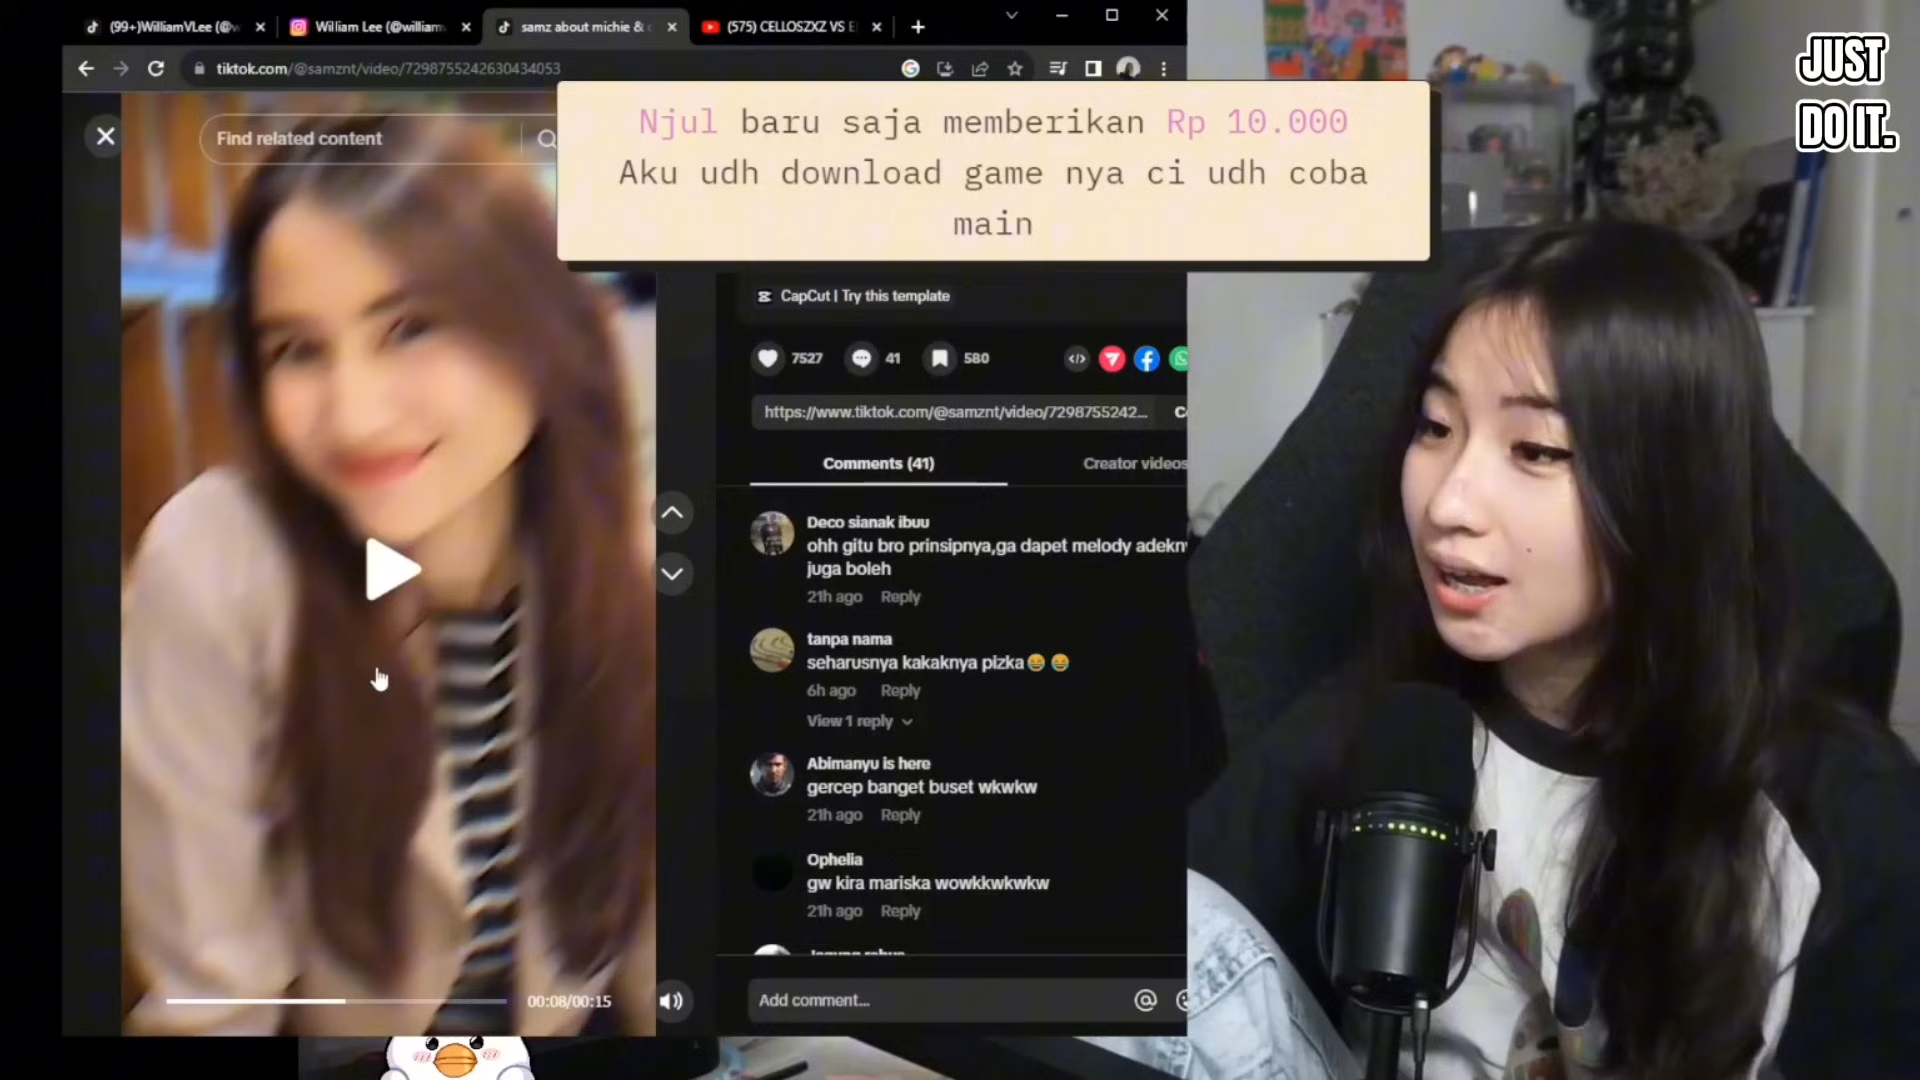 (99+)WilliamVLee (@w
William Lee (@william
samz about michie &
(575) CELLOSZXZ VS E
tiktok.com/@samznt/video/7298755242630434053
JUST
DO IT.
Find related content
Njul baru saja memberikan Rp 10.000
Aku udh download game nya ci udh coba
main
CapCut | Try this template
7527
41
580
https://www.tiktok.com/@samznt/video/7298755242...
Comments (41)
Creator videos
Deco sianak ibuu
ohh gitu bro prinsipnya,ga dapet melody adekny
juga boleh
21h ago Reply
tanpa nama
seharusnya kakaknya pizka😂😂
6h ago Reply
View 1 reply
Abimanyu is here
gercep banget buset wkwkw
21h ago Reply
Ophelia
gw kira mariska wowkkwkwkw
21h ago Reply
00:08/00:15
Add comment...